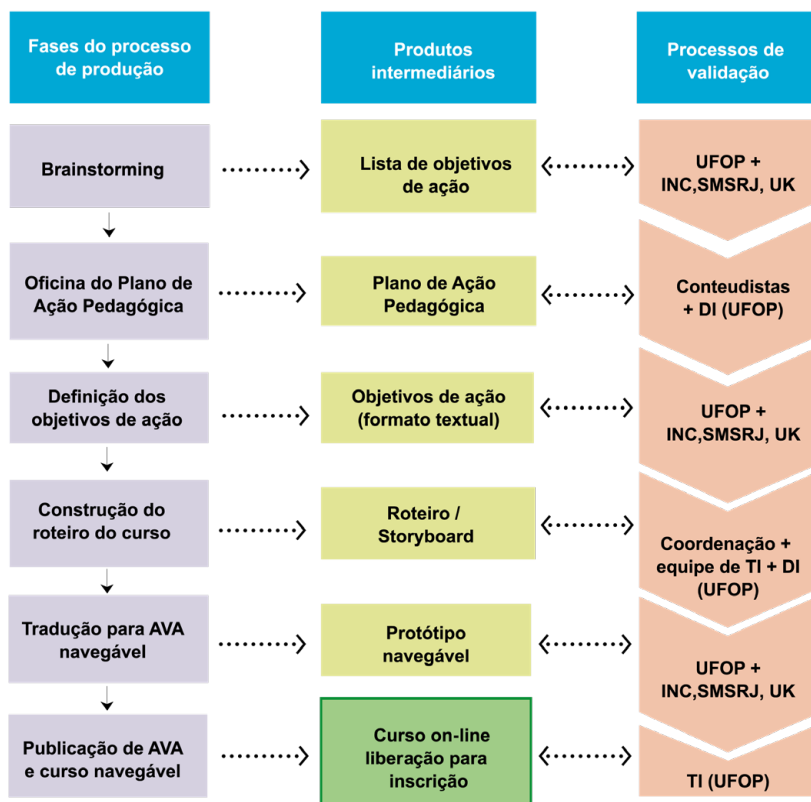 Fases do processo
de produção
Produtos
intermediários
Processos de
validação
Brainstorming
Lista de objetivos
de ação
UFOP +
INC,SMSRJ, UK
Oficina do Plano de
Ação Pedagógica
Plano de Ação
Pedagógica
Conteudistas
+ DI (UFOP)
Definição dos
objetivos de ação
Objetivos de ação
(formato textual)
UFOP +
INC,SMSRJ, UK
Construção do
roteiro do curso
Roteiro /
Storyboard
Coordenação +
equipe de TI + DI
(UFOP)
Tradução para AVA
navegável
Protótipo
navegável
UFOP +
INC,SMSRJ, UK
Publicação de AVA
e curso navegável
Curso on-line
liberação para
inscrição
TI (UFOP)